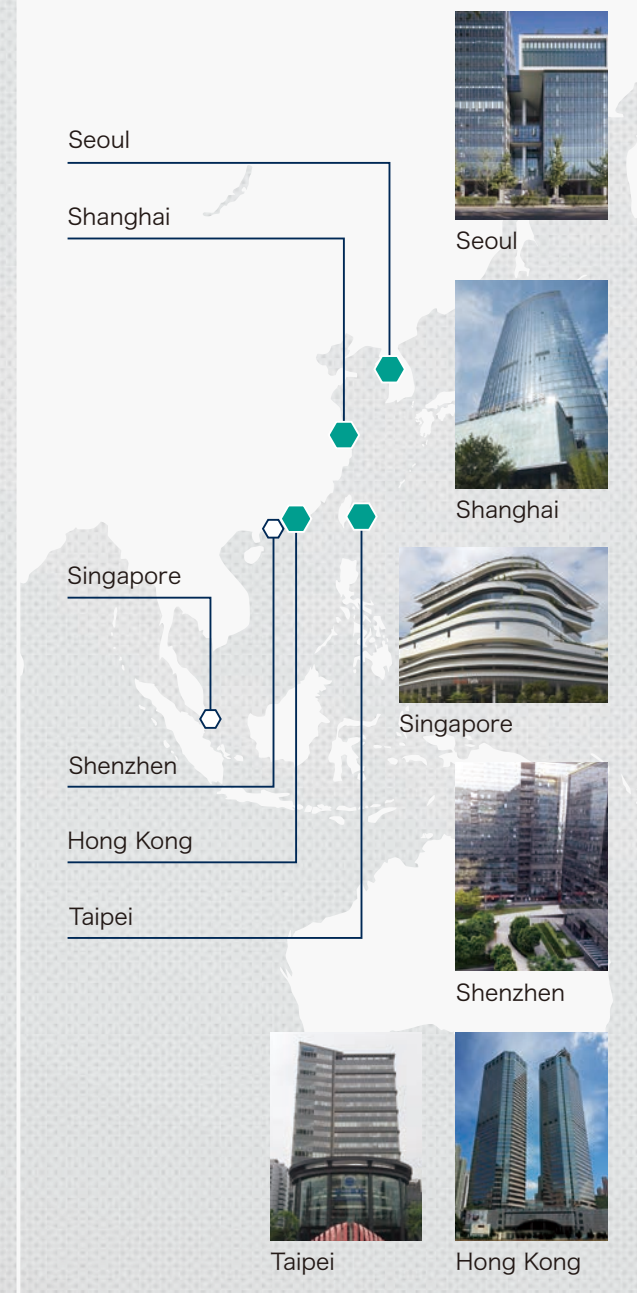 Seoul
Shanghai
Singapore
Shenzhen
Hong Kong
Taipei
Seoul
Shanghai
Singapore
Shenzhen
Taipei
Hong Kong